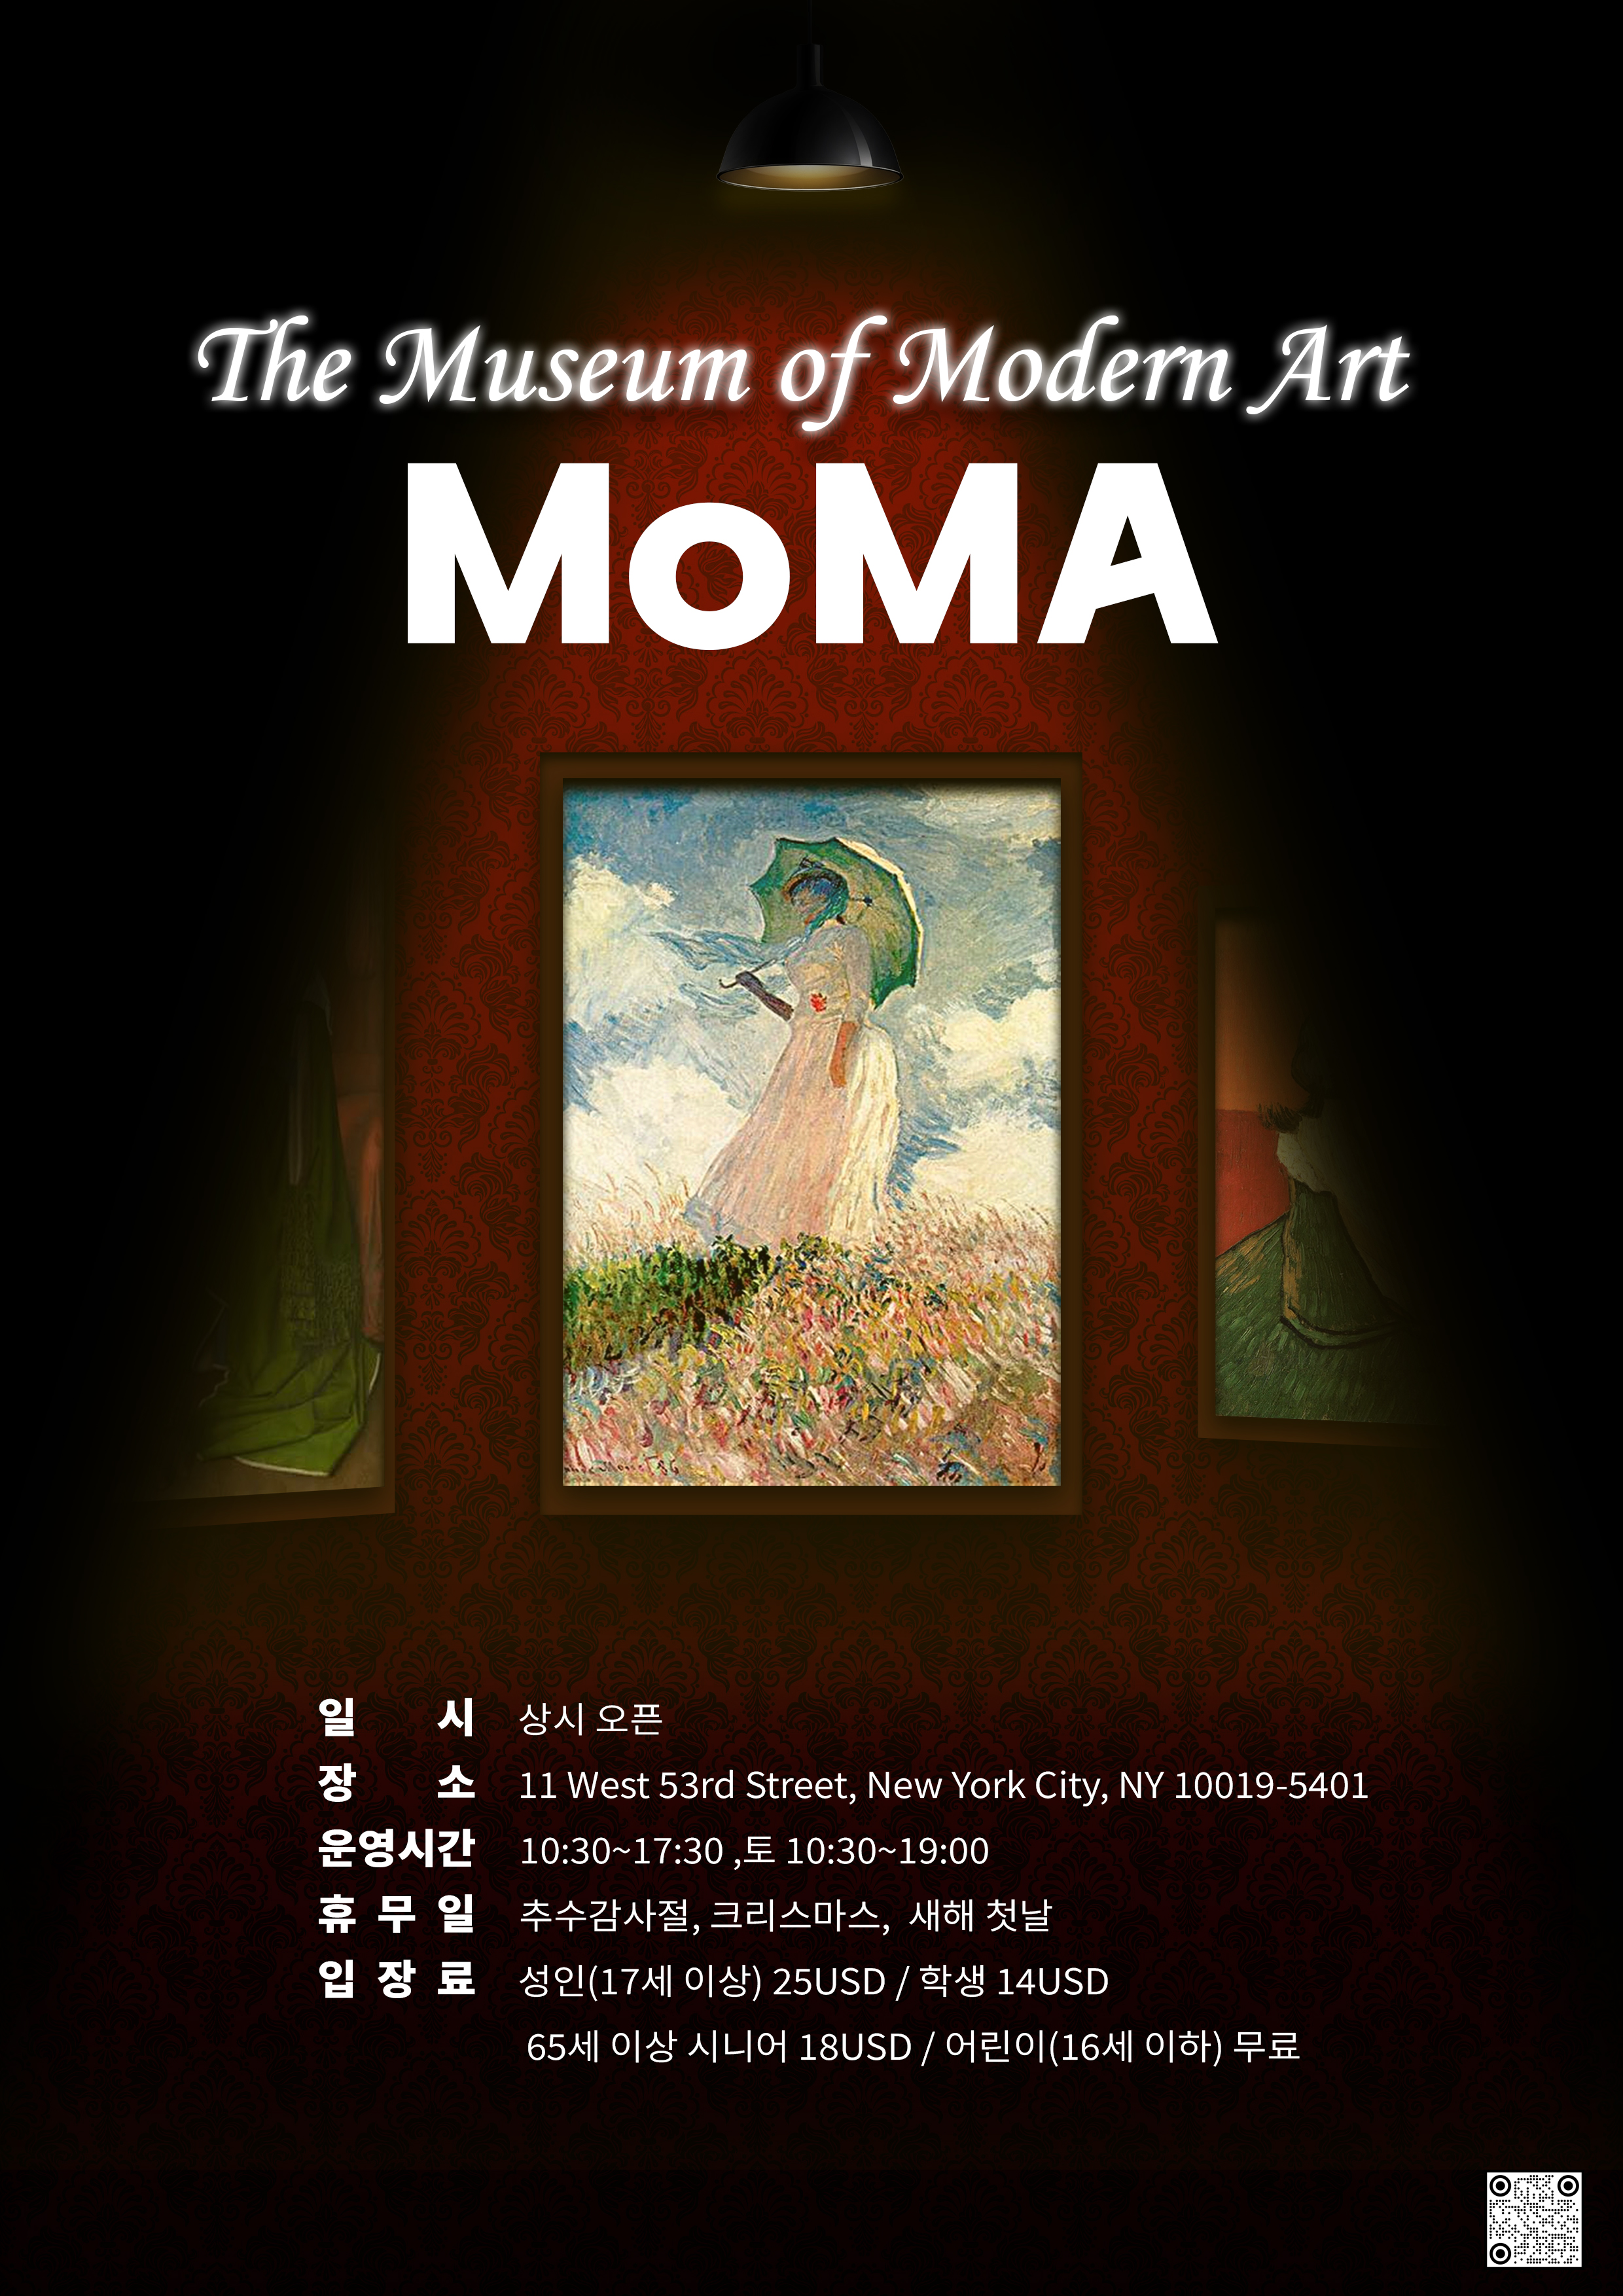 The Museum of Modern Art
MoMA
일 시 상시 오픈
장 소 11 West 53rd Street, New York City, NY 10019-5401
운영시간 10:30~17:30 ,토 10:30~19:00
휴 무 일 추수감사절, 크리스마스, 새해 첫날
입 장 료 성인(17세 이상) 25USD / 학생 14USD
65세 이상 시니어 18USD / 어린이(16세 이하) 무료